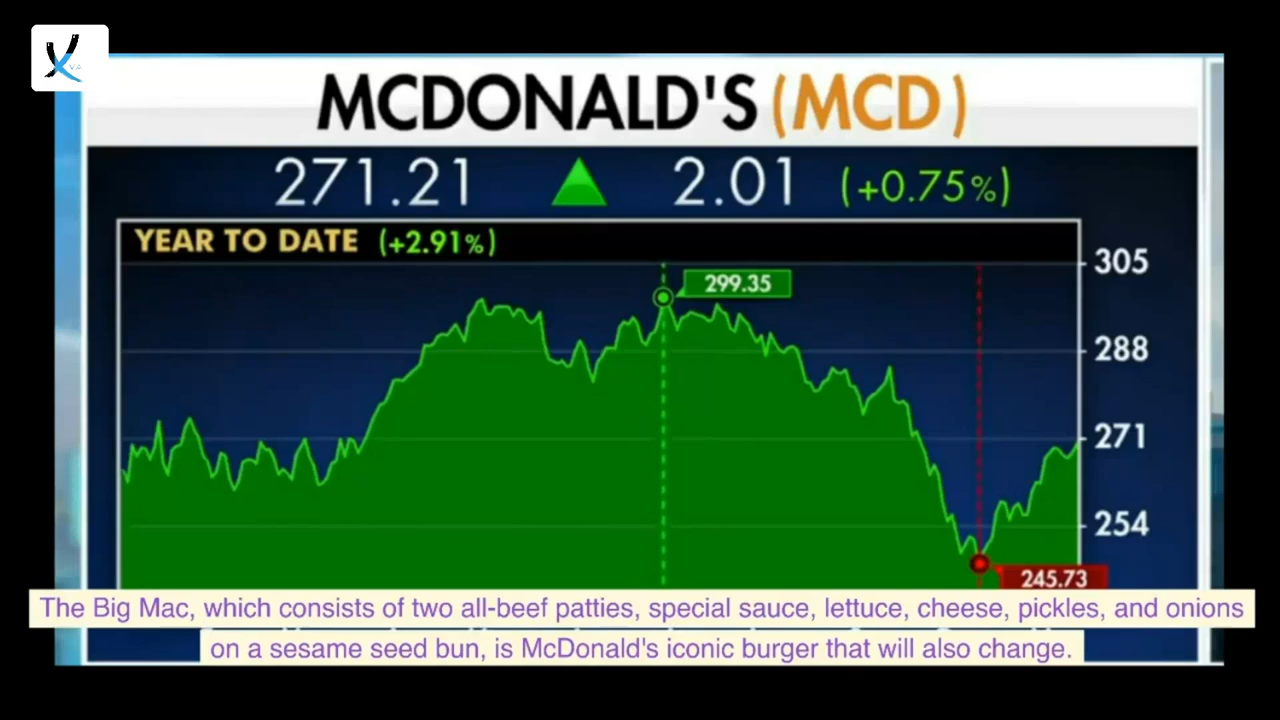 MCDONALD'S (MCD)
271.21 ▲ 2.01 (+0.75%)
YEAR TO DATE (+2.91%)
305
299.35
288
271
254
245.73
The Big Mac, which consists of two all-beef patties, special sauce, lettuce, cheese, pickles, and onions
on a sesame seed bun, is McDonald's iconic burger that will also change.